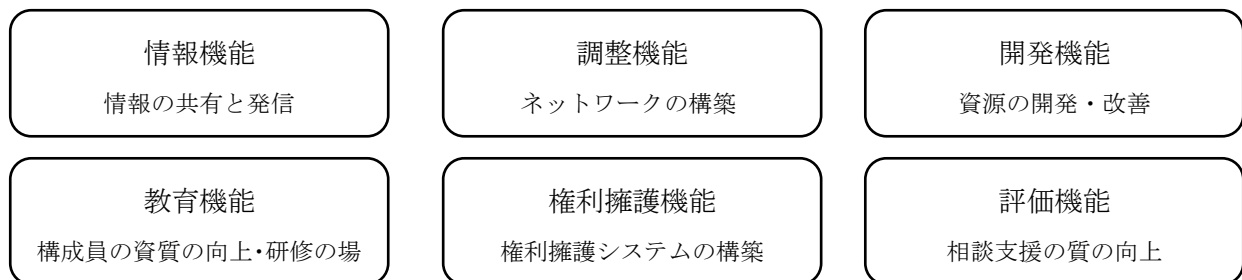 情報機能
情報の共有と発信
調整機能
ネットワークの構築
開発機能
資源の開発・改善
教育機能
構成員の資質の向上・研修の場
権利擁護機能
権利擁護システムの構築
評価機能
相談支援の質の向上